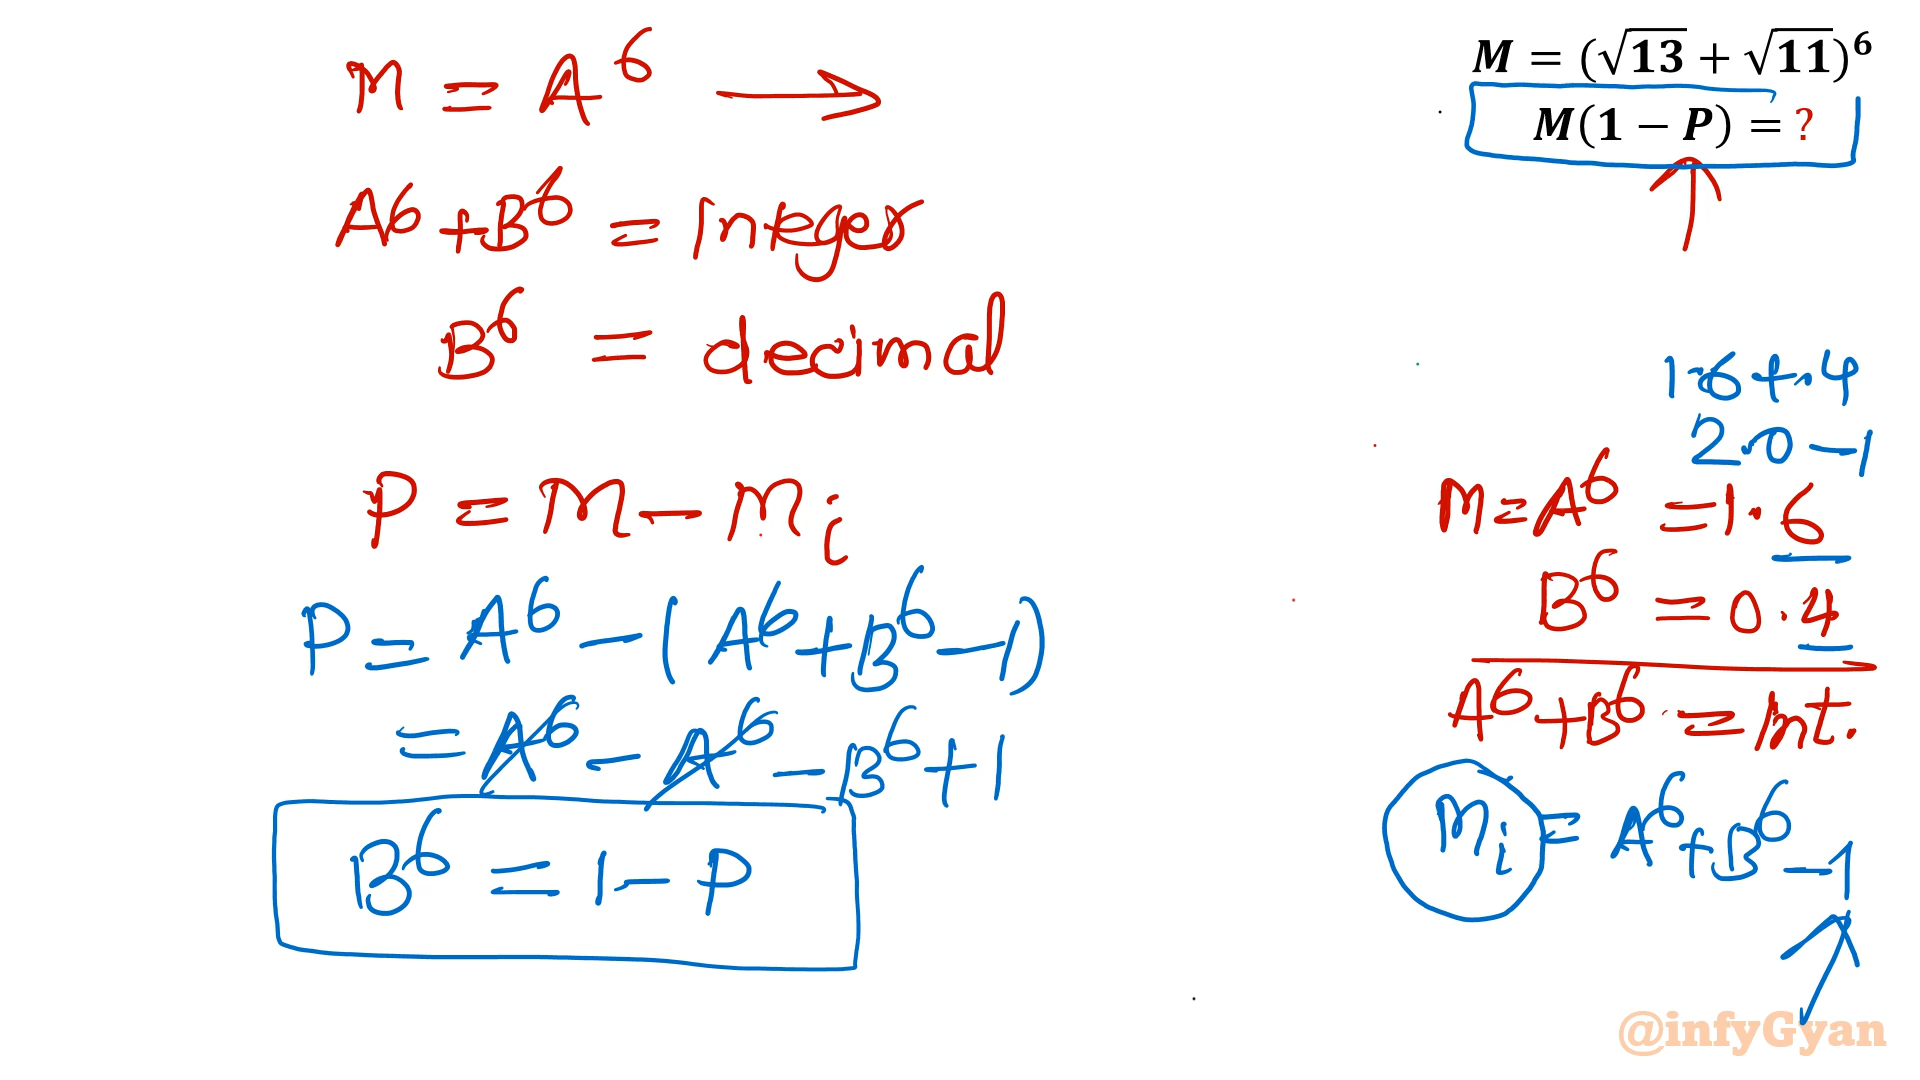 M = A⁶ ⟶
A⁶ + B⁶ = Integer
B⁶ = decimal
P = M − Mᵢ
P = A⁶ − (A⁶ + B⁶ − 1)
= A⁶ − A⁶ − B⁶ + 1
B⁶ = 1 − P
M = (√13 + √11)⁶
M(1 − P) = ?
1.6 + .4
2.0 − 1
M = A⁶ = 1.6
B⁶ = 0.4
A⁶ + B⁶ = Int.
Mᵢ = A⁶ + B⁶ − 1
@infyGyan